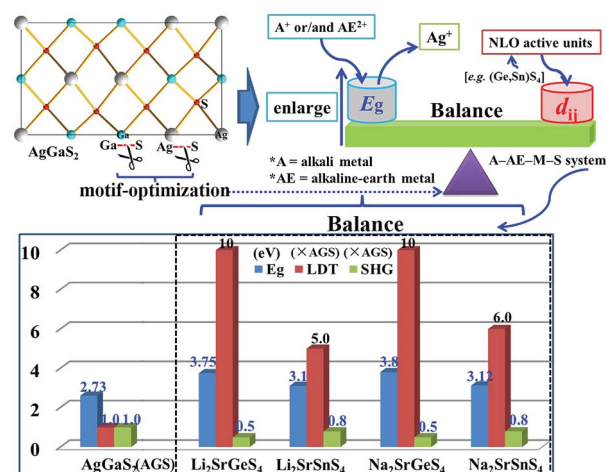 A⁺ or/and AE²⁺
Ag⁺
NLO active units
[e.g. (Ge,Sn)S₄]
enlarge
Eg
Balance
dᵢⱼ
S
AgGaS₂
Ga
Ga---S
Ag---S
Ag
motif-optimization
*A = alkali metal
*AE = alkaline-earth metal
A–AE–M–S system
Balance
(eV) (×AGS) (×AGS)
Eg LDT SHG
10
8
6
4
2
0
2.73
1.0
1.0
3.75
10
0.5
3.1
5.0
0.8
3.8
10
0.5
3.12
6.0
0.8
AgGaS₂(AGS) Li₂SrGeS₄ Li₂SrSnS₄ Na₂SrGeS₄ Na₂SrSnS₄